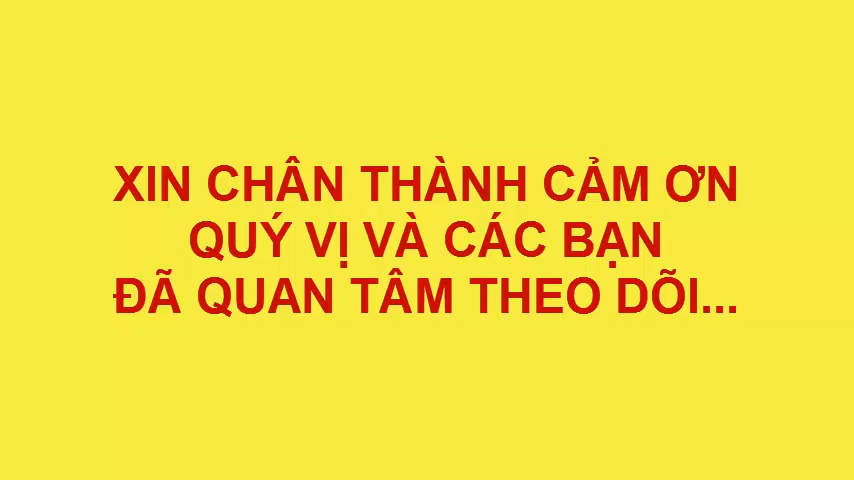 XIN CHÂN THÀNH CẢM ƠN
QUÝ VỊ VÀ CÁC BẠN
ĐÃ QUAN TÂM THEO DÕI...